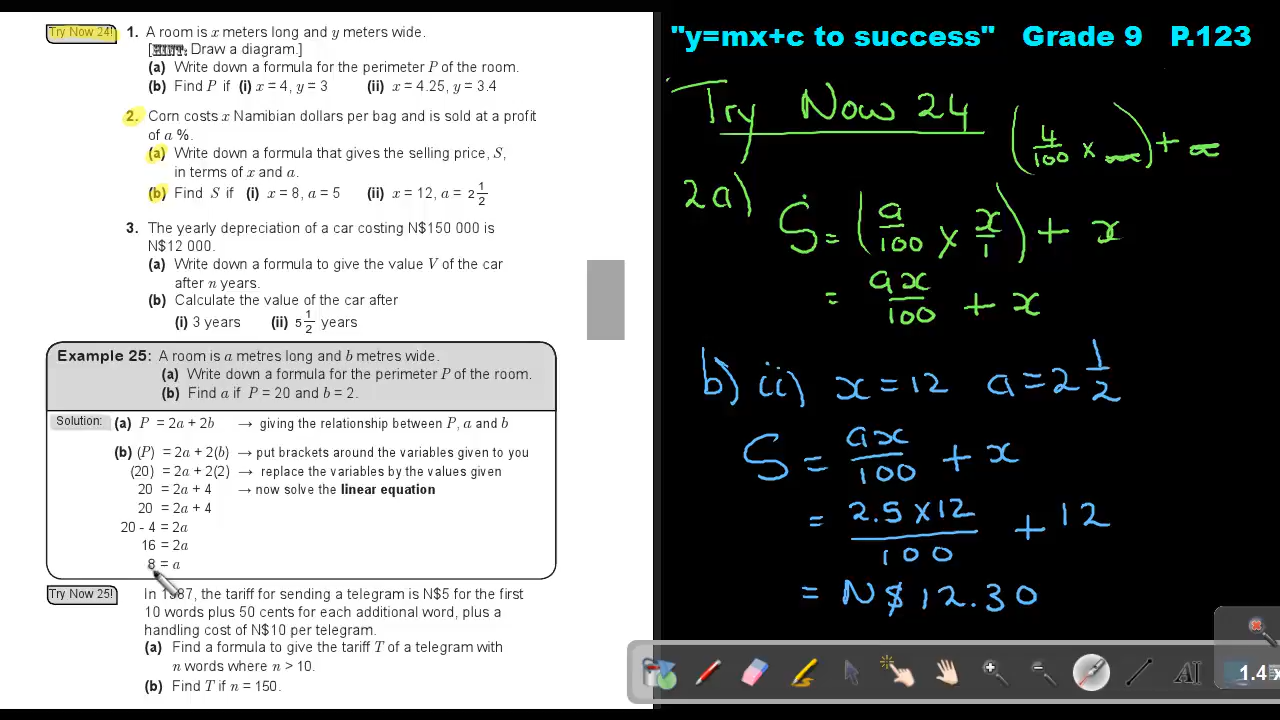 Try Now 24! 1. A room is x meters long and y meters wide.
[HINT: Draw a diagram.]
(a) Write down a formula for the perimeter P of the room.
(b) Find P if (i) x = 4, y = 3 (ii) x = 4.25, y = 3.4
2. Corn costs x Namibian dollars per bag and is sold at a profit
of a %.
(a) Write down a formula that gives the selling price, S,
in terms of x and a.
(b) Find S if (i) x = 8, a = 5 (ii) x = 12, a = 2 1/2
3. The yearly depreciation of a car costing N$150 000 is
N$12 000.
(a) Write down a formula to give the value V of the car
after n years.
(b) Calculate the value of the car after
(i) 3 years (ii) 5 1/2 years
Example 25: A room is a metres long and b metres wide.
(a) Write down a formula for the perimeter P of the room.
(b) Find a if P = 20 and b = 2.
Solution: (a) P = 2a + 2b → giving the relationship between P, a and b
(b) (P) = 2a + 2(b) → put brackets around the variables given to you
(20) = 2a + 2(2) → replace the variables by the values given
20 = 2a + 4 → now solve the linear equation
20 = 2a + 4
20 - 4 = 2a
16 = 2a
8 = a
Try Now 25! In 1987, the tariff for sending a telegram is N$5 for the first
10 words plus 50 cents for each additional word, plus a
handling cost of N$10 per telegram.
(a) Find a formula to give the tariff T of a telegram with
n words where n > 10.
(b) Find T if n = 150.
"y=mx+c to success" Grade 9 P.123
Try Now 24
(4/100 × ) +
2a) S = (a/100 × x/1) + x
= ax/100 + x
b) ii) x = 12 a = 2 1/2
S = ax/100 + x
= 2.5 × 12/100 + 12
= N$12.30
AI
1.4 x